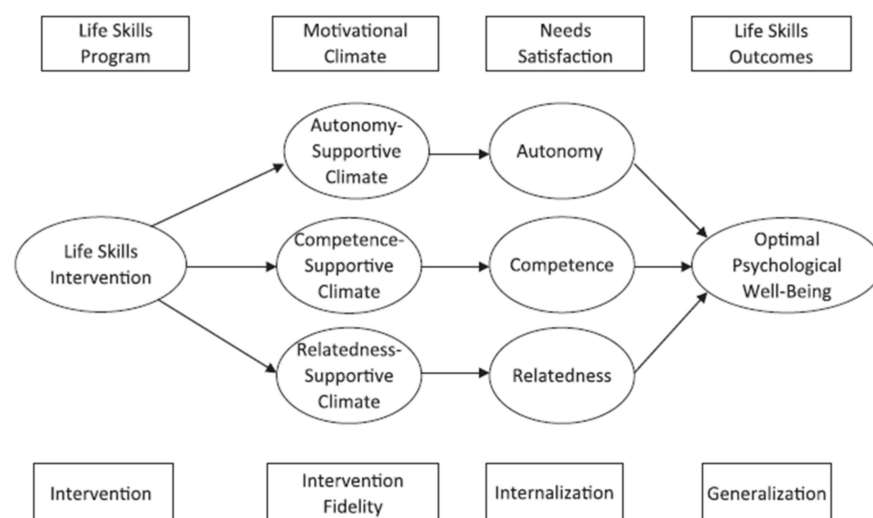 Life Skills
Program
Motivational
Climate
Needs
Satisfaction
Life Skills
Outcomes
Autonomy-
Supportive
Climate
Autonomy
Life Skills
Intervention
Competence-
Supportive
Climate
Competence
Optimal
Psychological
Well-Being
Relatedness-
Supportive
Climate
Relatedness
Intervention
Intervention
Fidelity
Internalization
Generalization